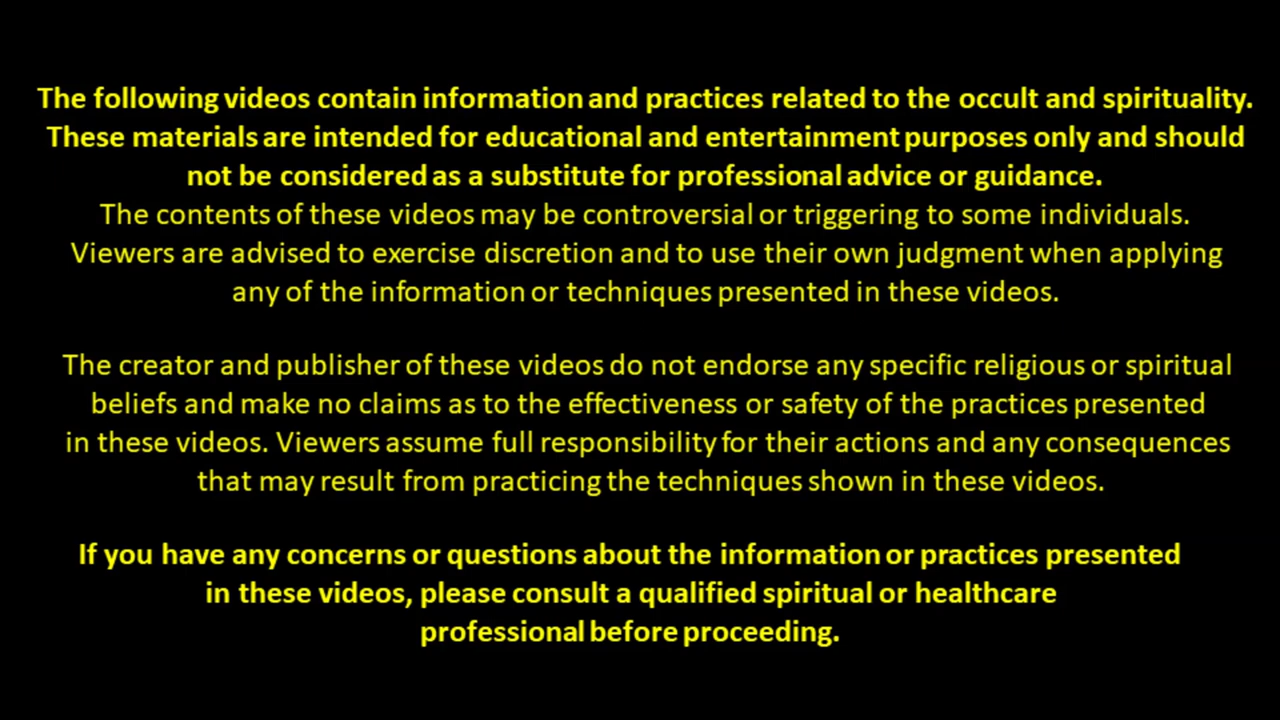 The following videos contain information and practices related to the occult and spirituality.
These materials are intended for educational and entertainment purposes only and should
not be considered as a substitute for professional advice or guidance.
The contents of these videos may be controversial or triggering to some individuals.
Viewers are advised to exercise discretion and to use their own judgment when applying
any of the information or techniques presented in these videos.
The creator and publisher of these videos do not endorse any specific religious or spiritual
beliefs and make no claims as to the effectiveness or safety of the practices presented
in these videos. Viewers assume full responsibility for their actions and any consequences
that may result from practicing the techniques shown in these videos.
If you have any concerns or questions about the information or practices presented
in these videos, please consult a qualified spiritual or healthcare
professional before proceeding.